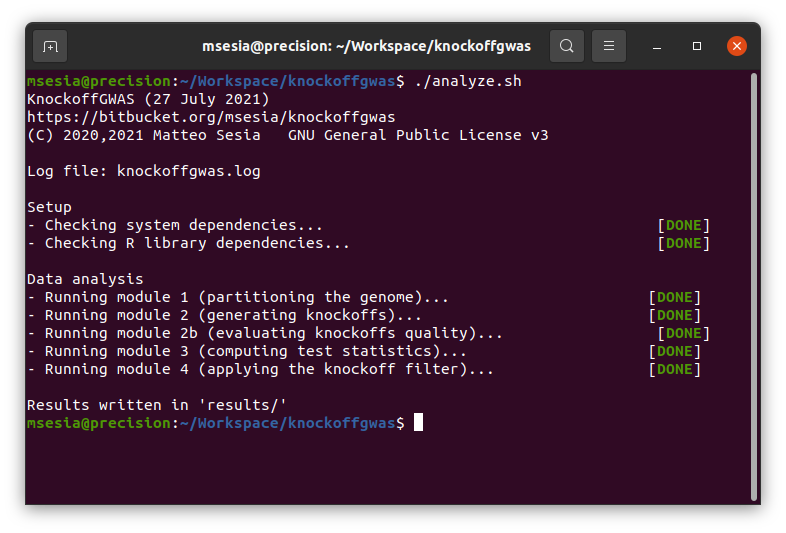 msesia@precision: ~/Workspace/knockoffgwas
msesia@precision:~/Workspace/knockoffgwas$ ./analyze.sh
KnockoffGWAS (27 July 2021)
https://bitbucket.org/msesia/knockoffgwas
(C) 2020,2021 Matteo Sesia   GNU General Public License v3
Log file: knockoffgwas.log
Setup
- Checking system dependencies... [DONE]
- Checking R library dependencies... [DONE]
Data analysis
- Running module 1 (partitioning the genome)... [DONE]
- Running module 2 (generating knockoffs)... [DONE]
- Running module 2b (evaluating knockoffs quality)... [DONE]
- Running module 3 (computing test statistics)... [DONE]
- Running module 4 (applying the knockoff filter)... [DONE]
Results written in 'results/'
msesia@precision:~/Workspace/knockoffgwas$